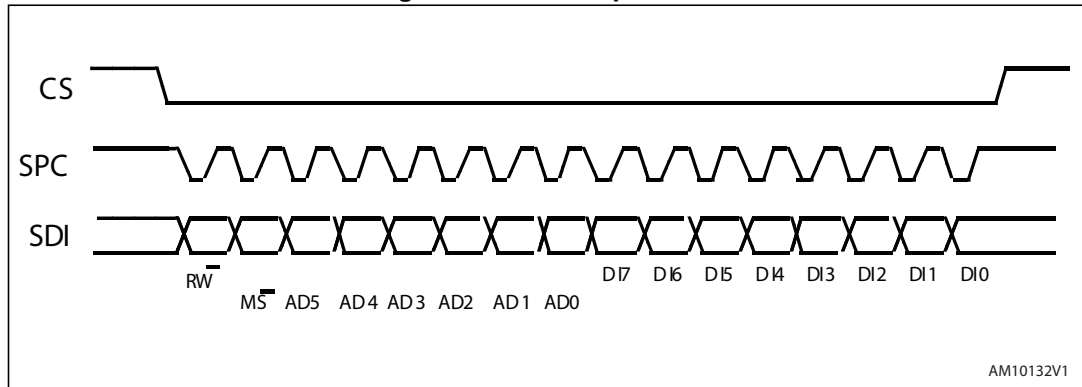 CS
SPC
SDI
RW
DI7 DI6 DI5 DI4 DI3 DI2 DI1 DI0
MS AD5 AD4 AD3 AD2 AD1 AD0
AM10132V1